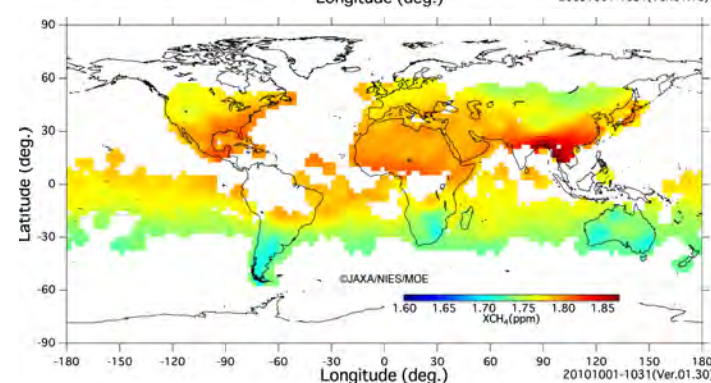 Longitude (deg.)
90
60
30
0
-30
-60
-90
Latitude (deg.)
©JAXA/NIES/MOE
1.60 1.65 1.70 1.75 1.80 1.85
XCH₄(ppm)
-180 -150 -120 -90 -60 -30 0 30 60 90 120 150 180
Longitude (deg.)
20101001-1031(Ver.01.30)